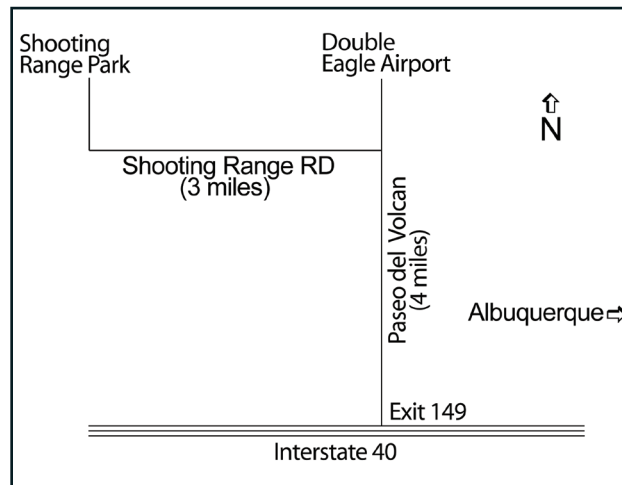 Shooting
Range Park
Double
Eagle Airport
N
Shooting Range RD
(3 miles)
Paseo del Volcan
(4 miles)
Albuquerque
Exit 149
Interstate 40